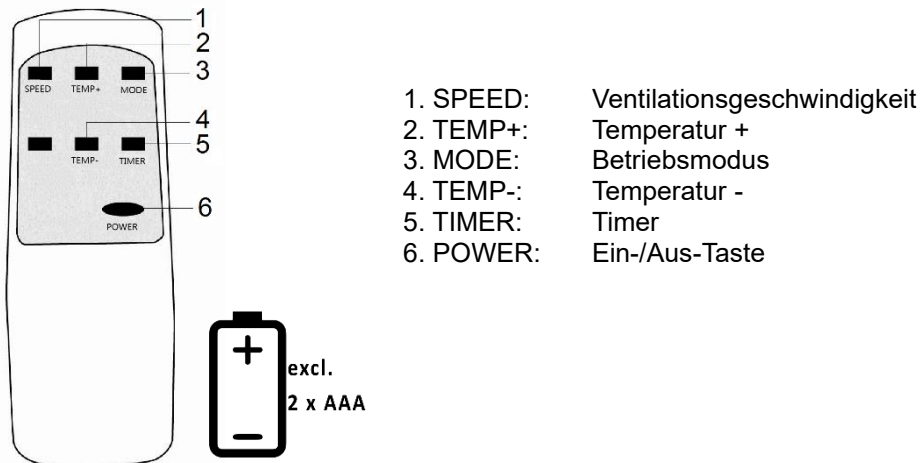 1
2
3
SPEED TEMP+ MODE
4
5
TEMP- TIMER
6
POWER
+
excl.
2 x AAA
−
1. SPEED: Ventilationsgeschwindigkeit
2. TEMP+: Temperatur +
3. MODE: Betriebsmodus
4. TEMP-: Temperatur -
5. TIMER: Timer
6. POWER: Ein-/Aus-Taste